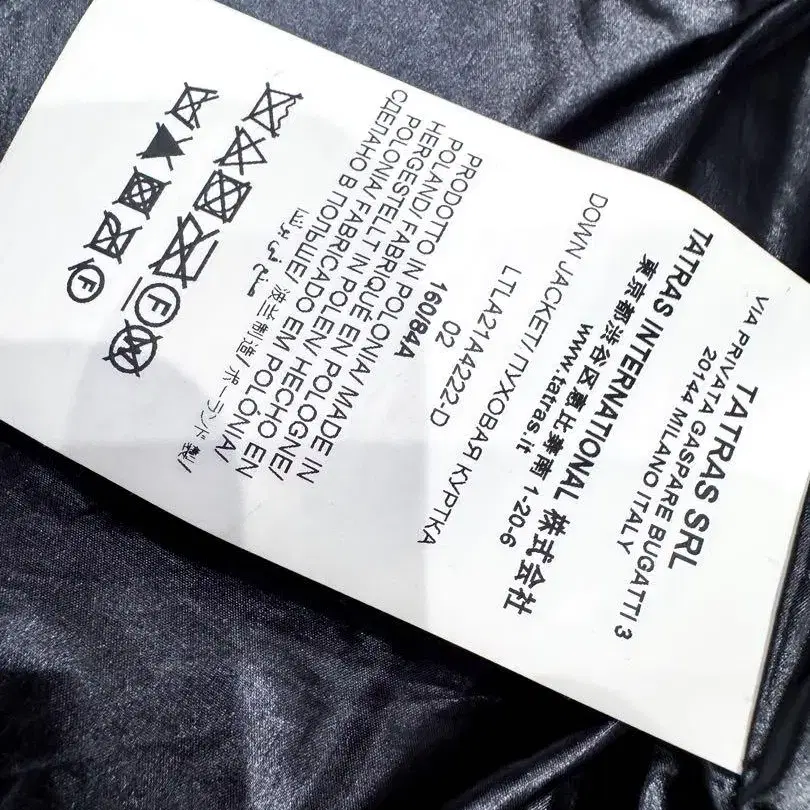 TATRAS SRL
VIA PRIVATA GASPARE BUGATTI 3
20144 MILANO ITALY
TATRAS INTERNATIONAL 株式会社
東京都渋谷区恵比寿南 1-20-6
www.tatras.it
DOWN JACKET/ ПУХОВАЯ КУРТКА
LTLA21A4222-D
02
160/84A
PRODOTTO IN POLONIA/ MADE IN
POLAND/ FABRIQUÉ EN POLOGNE/
HERGESTELLT IN POLEN/ HECHO EN
POLONIA/ FABRICADO EM POLÓNIA/
СДЕЛАНО В ПОЛЬШЕ/ 波兰制造/ ポーランド製/
F
F